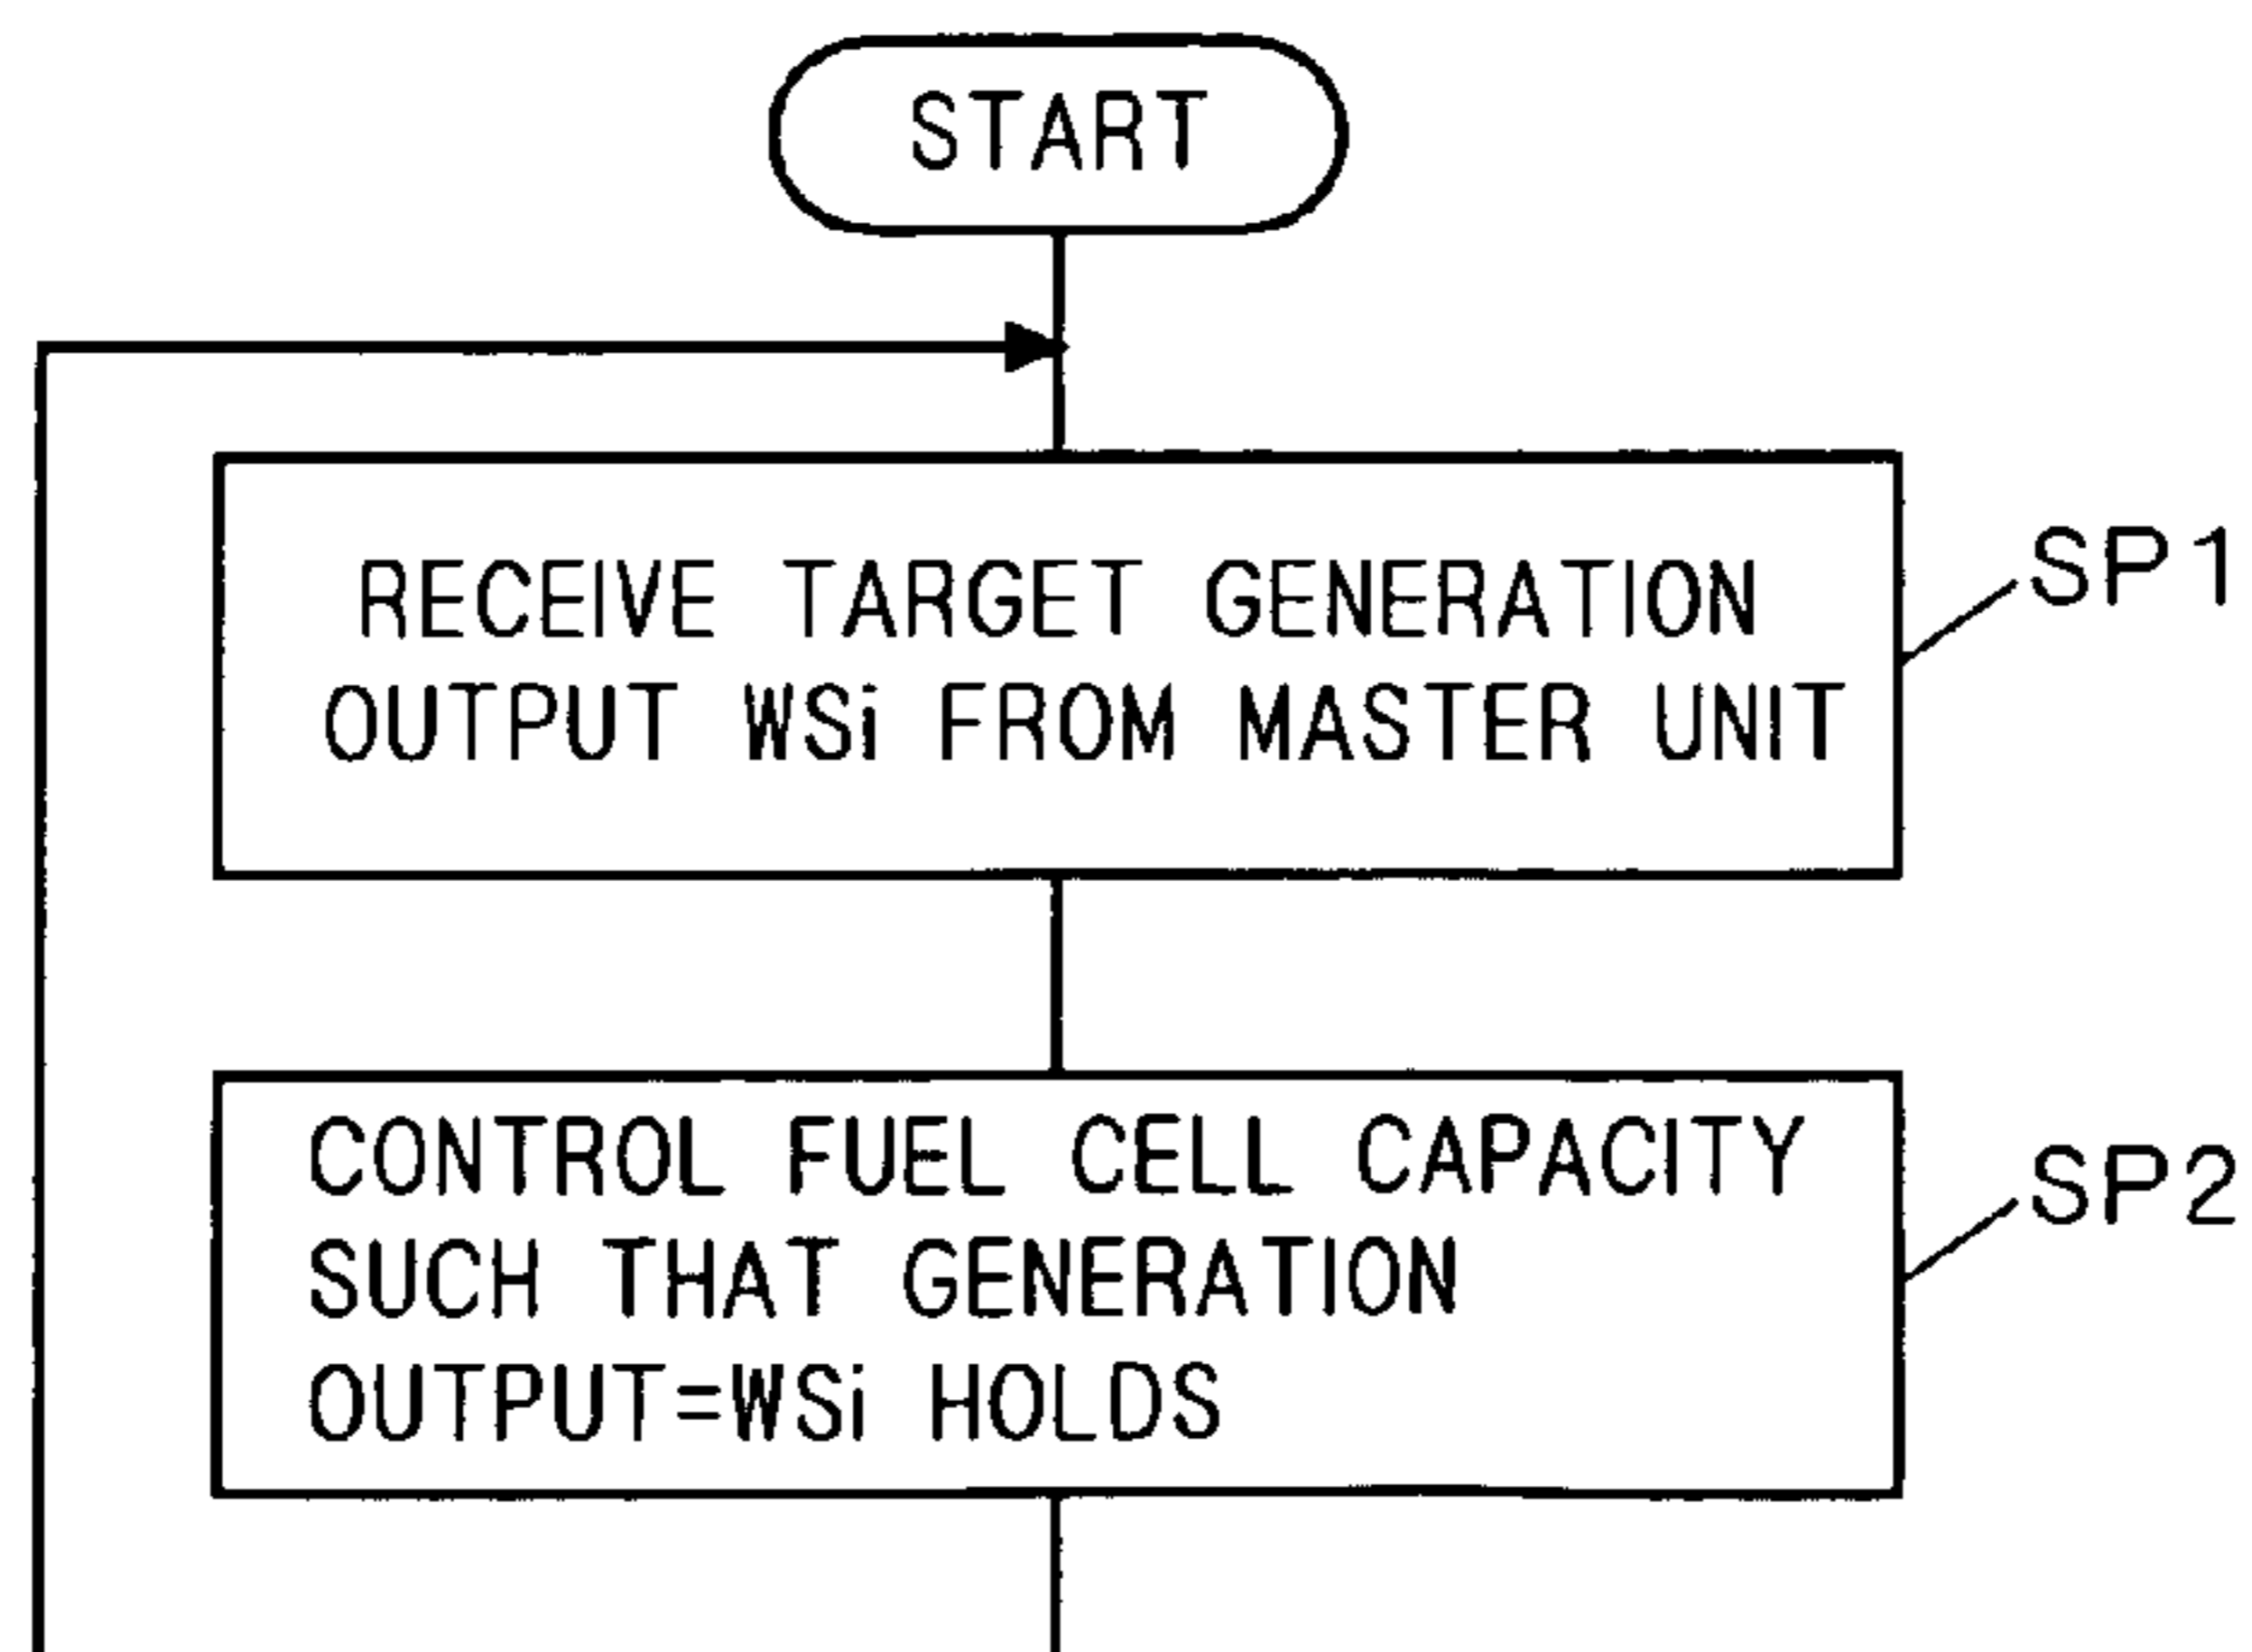 START
RECEIVE TARGET GENERATION
OUTPUT WSi FROM MASTER UNIT
SP1
CONTROL FUEL CELL CAPACITY
SUCH THAT GENERATION
OUTPUT=WSi HOLDS
SP2